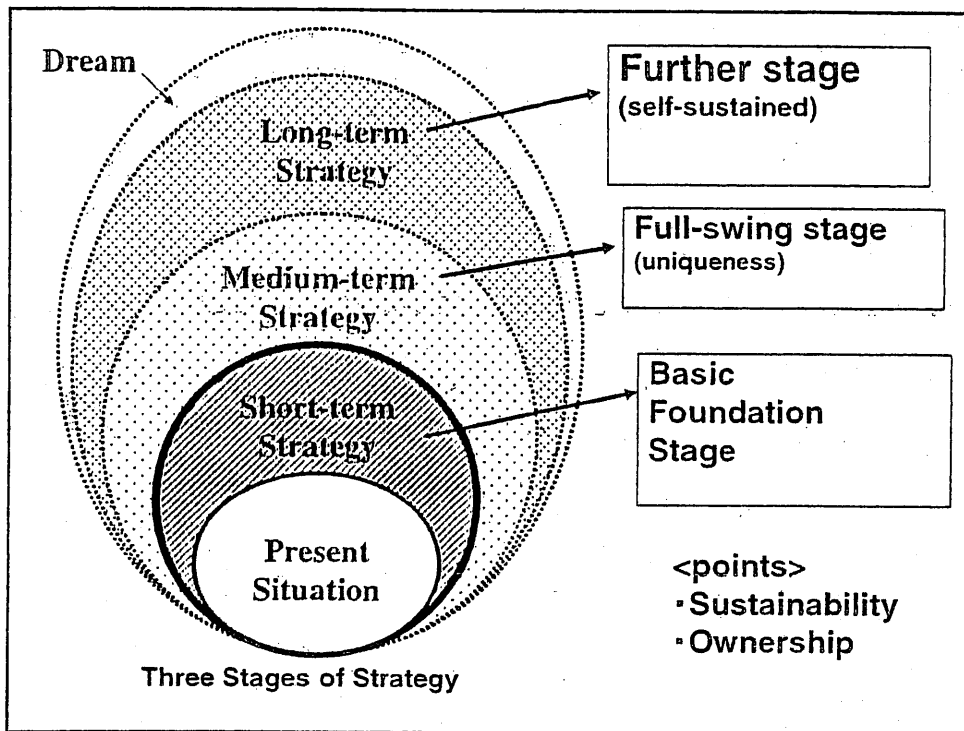 Dream
Long-term
Strategy
Medium-term
Strategy
Short-term
Strategy
Present
Situation
Three Stages of Strategy
Further stage
(self-sustained)
Full-swing stage
(uniqueness)
Basic
Foundation
Stage
<points>
▪Sustainability
▪Ownership